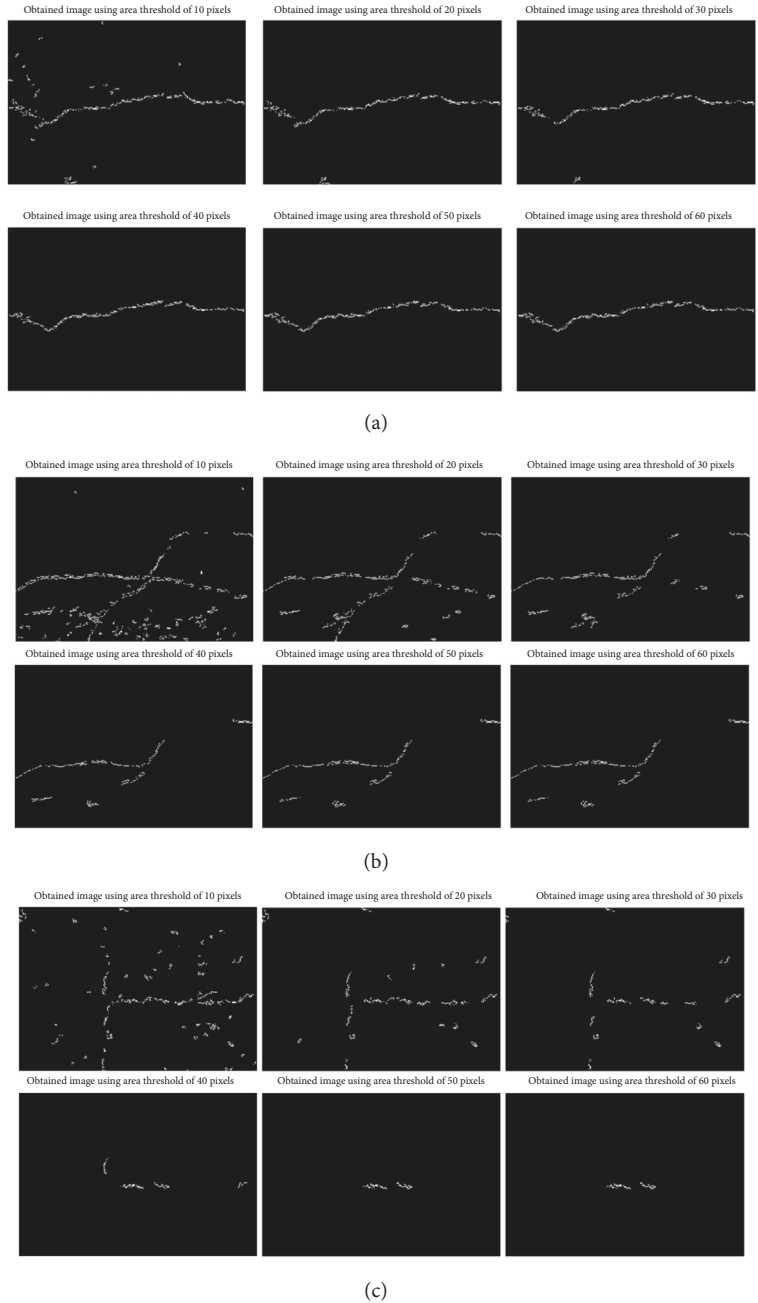 Obtained image using area threshold of 10 pixels
Obtained image using area threshold of 20 pixels
Obtained image using area threshold of 30 pixels
Obtained image using area threshold of 40 pixels
Obtained image using area threshold of 50 pixels
Obtained image using area threshold of 60 pixels
(a)
Obtained image using area threshold of 10 pixels
Obtained image using area threshold of 20 pixels
Obtained image using area threshold of 30 pixels
Obtained image using area threshold of 40 pixels
Obtained image using area threshold of 50 pixels
Obtained image using area threshold of 60 pixels
(b)
Obtained image using area threshold of 10 pixels
Obtained image using area threshold of 20 pixels
Obtained image using area threshold of 30 pixels
Obtained image using area threshold of 40 pixels
Obtained image using area threshold of 50 pixels
Obtained image using area threshold of 60 pixels
(c)